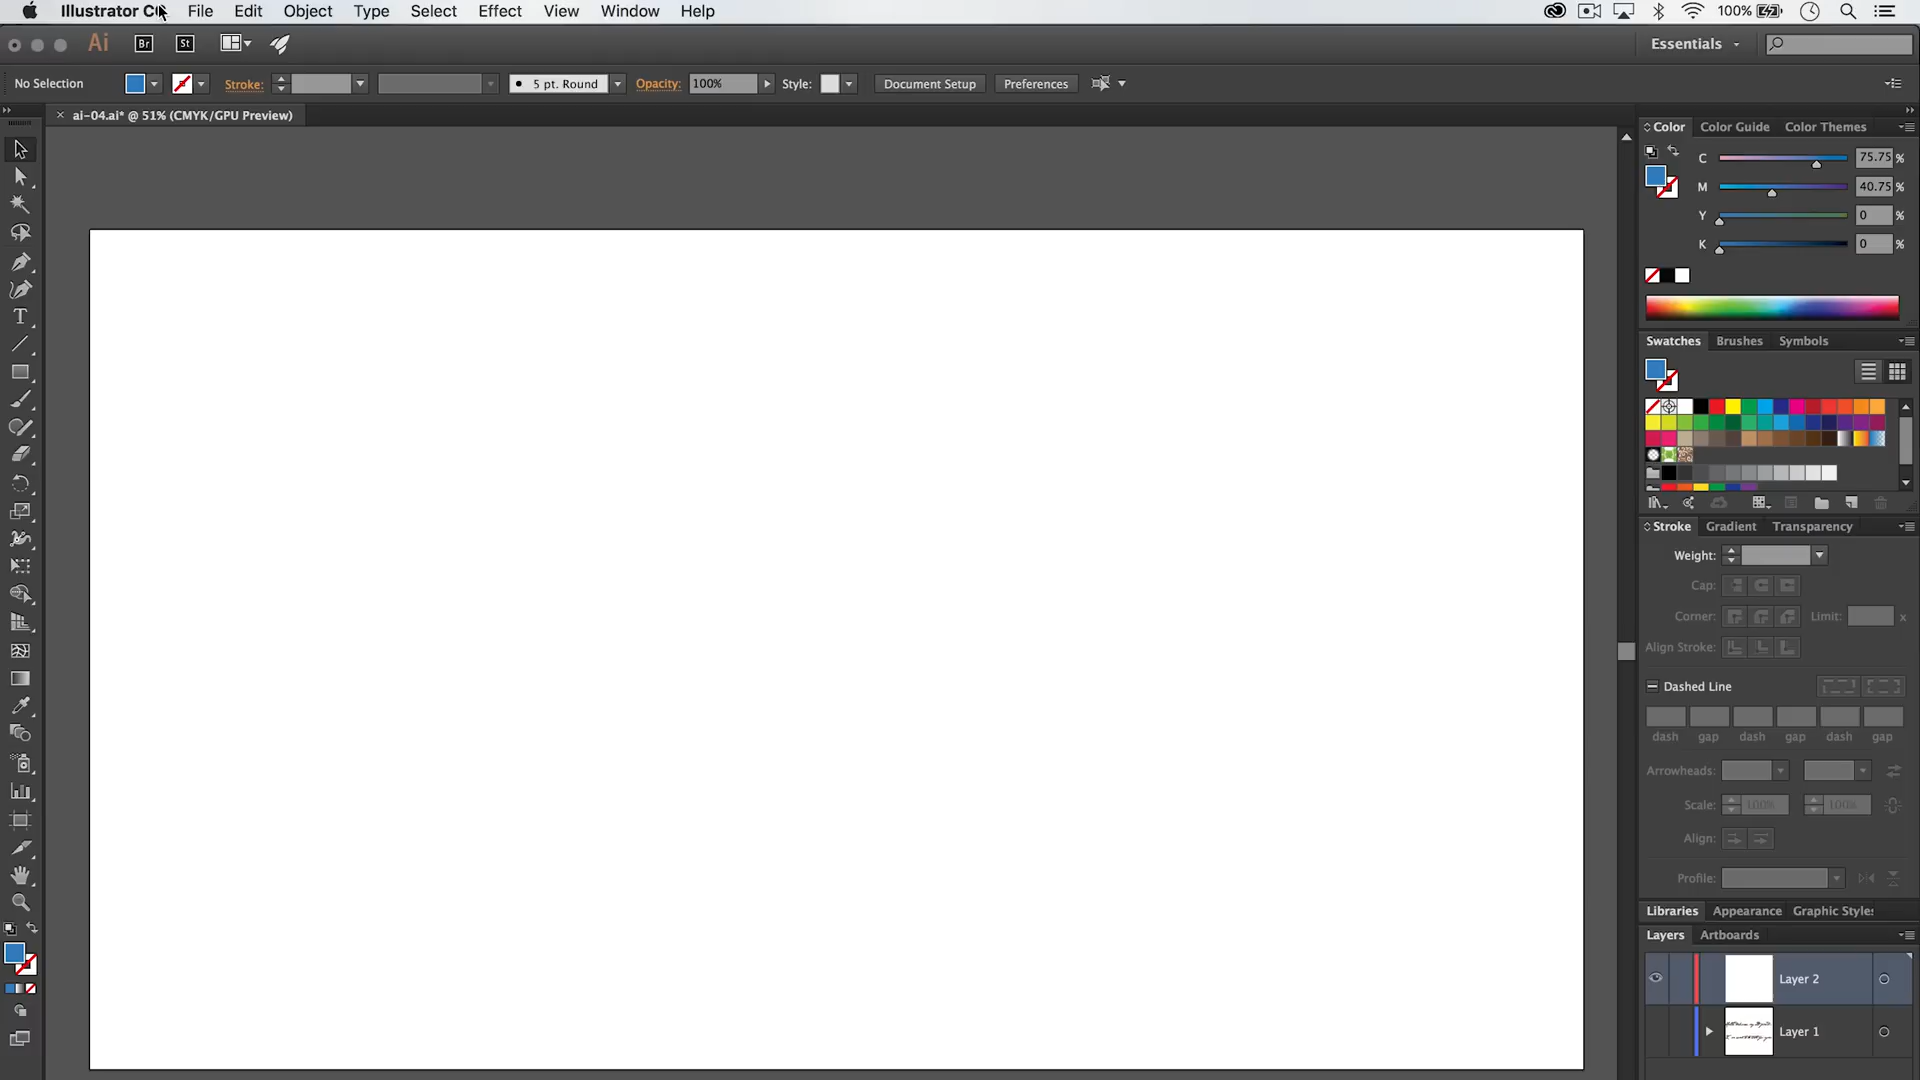 Illustrator CC File Edit Object Type Select Effect View Window Help 100%
Ai Br St Essentials
No Selection Stroke: 5 pt. Round Opacity: 100% Style: Document Setup Preferences
× ai-04.ai* @ 51% (CMYK/GPU Preview)
Color Color Guide Color Themes
C 75.75 %
M 40.75 %
Y 0 %
K 0 %
Swatches Brushes Symbols
Stroke Gradient Transparency
Weight:
Cap:
Corner: Limit: x
Align Stroke:
Dashed Line
dash gap dash gap dash gap
Arrowheads:
Scale: 100% 100%
Align:
Profile:
Libraries Appearance Graphic Styles
Layers Artboards
Layer 2
Layer 1